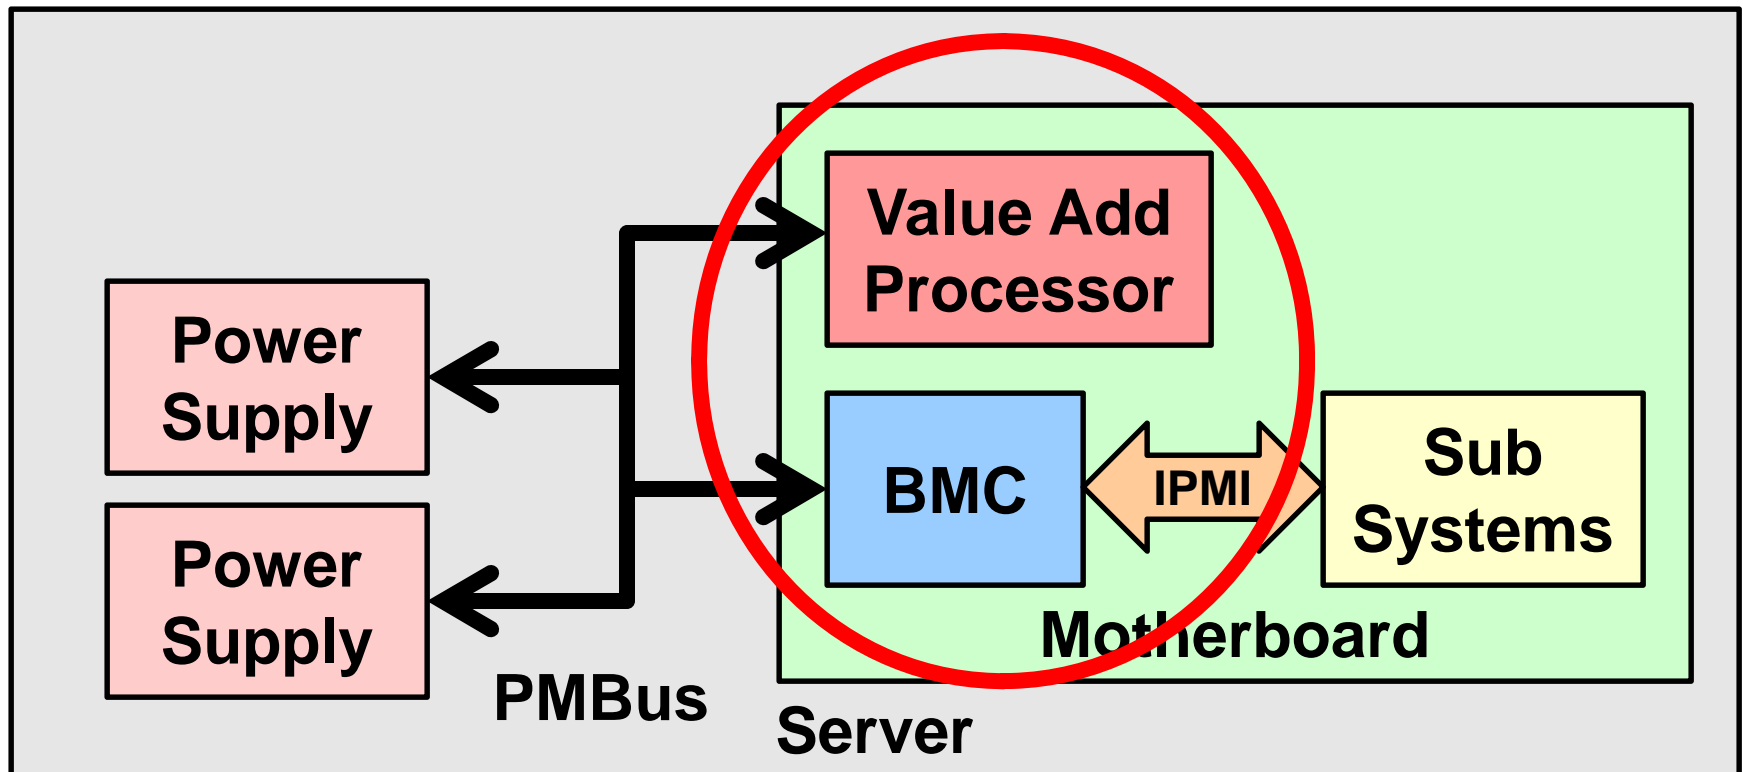 Value Add
Processor
Power
Supply
BMC
IPMI
Sub
Systems
Power
Supply
Motherboard
PMBus
Server